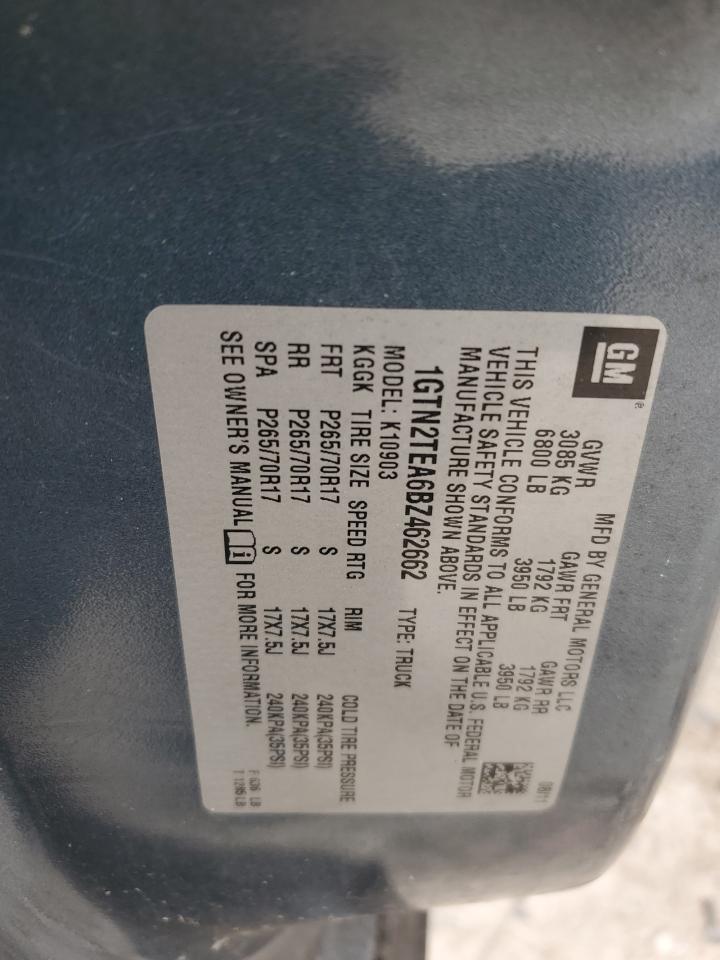 GM®
MFD BY GENERAL MOTORS LLC 08/11
GVWR GAWR FRT GAWR RR
3085 KG 1792 KG 1792 KG
6800 LB 3950 LB 3950 LB
THIS VEHICLE CONFORMS TO ALL APPLICABLE U.S. FEDERAL MOTOR
VEHICLE SAFETY STANDARDS IN EFFECT ON THE DATE OF
MANUFACTURE SHOWN ABOVE.
1GTN2TEA6BZ462662 TYPE: TRUCK
MODEL: K10903
KGGK TIRE SIZE SPEED RTG RIM COLD TIRE PRESSURE
FRT P265/70R17 S 17X7.5J 240KPA(35PSI)
RR P265/70R17 S 17X7.5J 240KPA(35PSI)
SPA P265/70R17 S 17X7.5J 240KPA(35PSI)
SEE OWNER'S MANUAL i FOR MORE INFORMATION.
F: 636 LB
T: 1285 LB